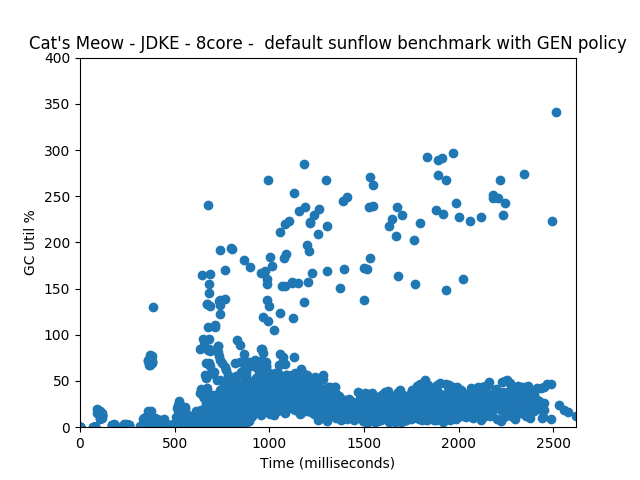 Cat's Meow - JDKE - 8core -  default sunflow benchmark with GEN policy
400
350
300
250
200
150
100
50
0
GC Util %
0 500 1000 1500 2000 2500
Time (milliseconds)